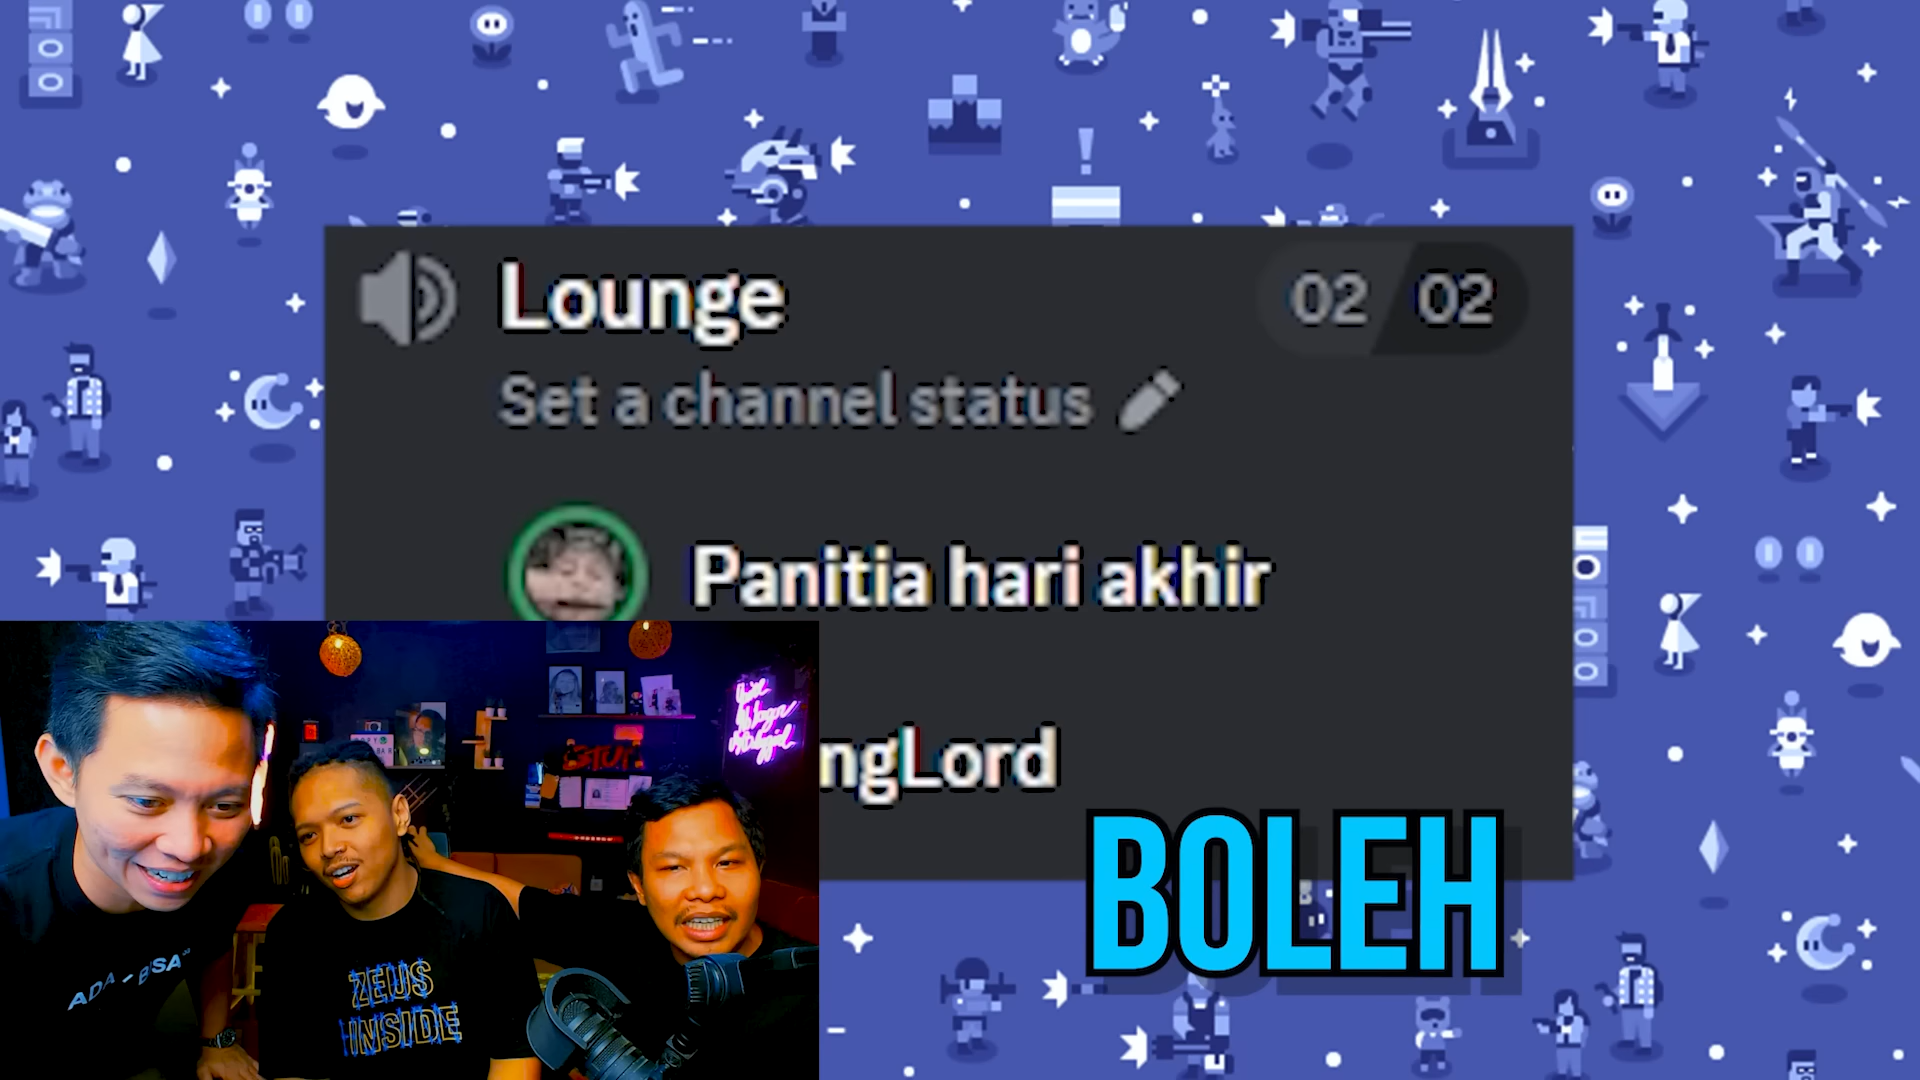 Lounge
02 02
Set a channel status
Panitia hari akhir
ngLord
BOLEH
ZEUS
INSIDE